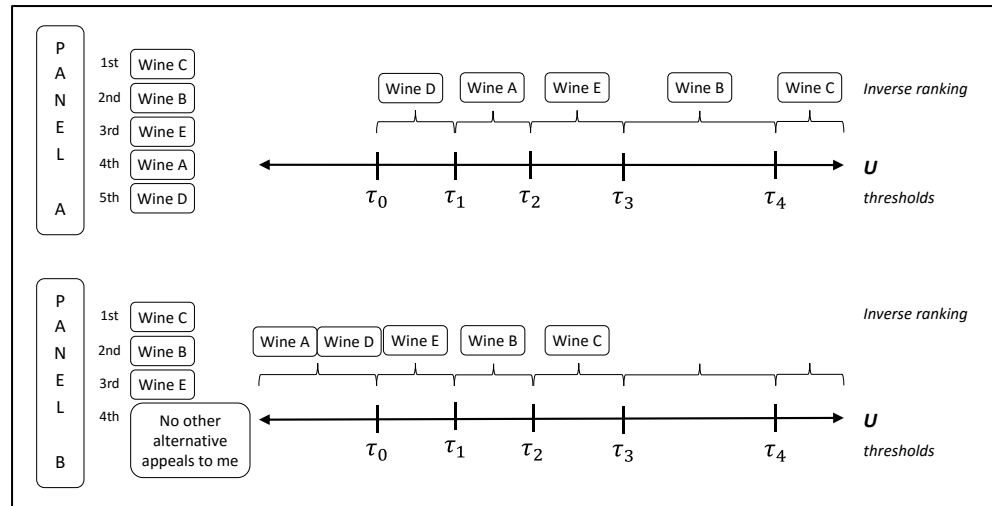 PANEL A
1st Wine C
2nd Wine B
3rd Wine E
4th Wine A
5th Wine D
Wine D Wine A Wine E Wine B Wine C Inverse ranking
U
τ0 τ1 τ2 τ3 τ4 thresholds
PANEL B
1st Wine C
2nd Wine B
3rd Wine E
4th No other
alternative
appeals to me
Inverse ranking
Wine A Wine D Wine E Wine B Wine C
U
τ0 τ1 τ2 τ3 τ4 thresholds